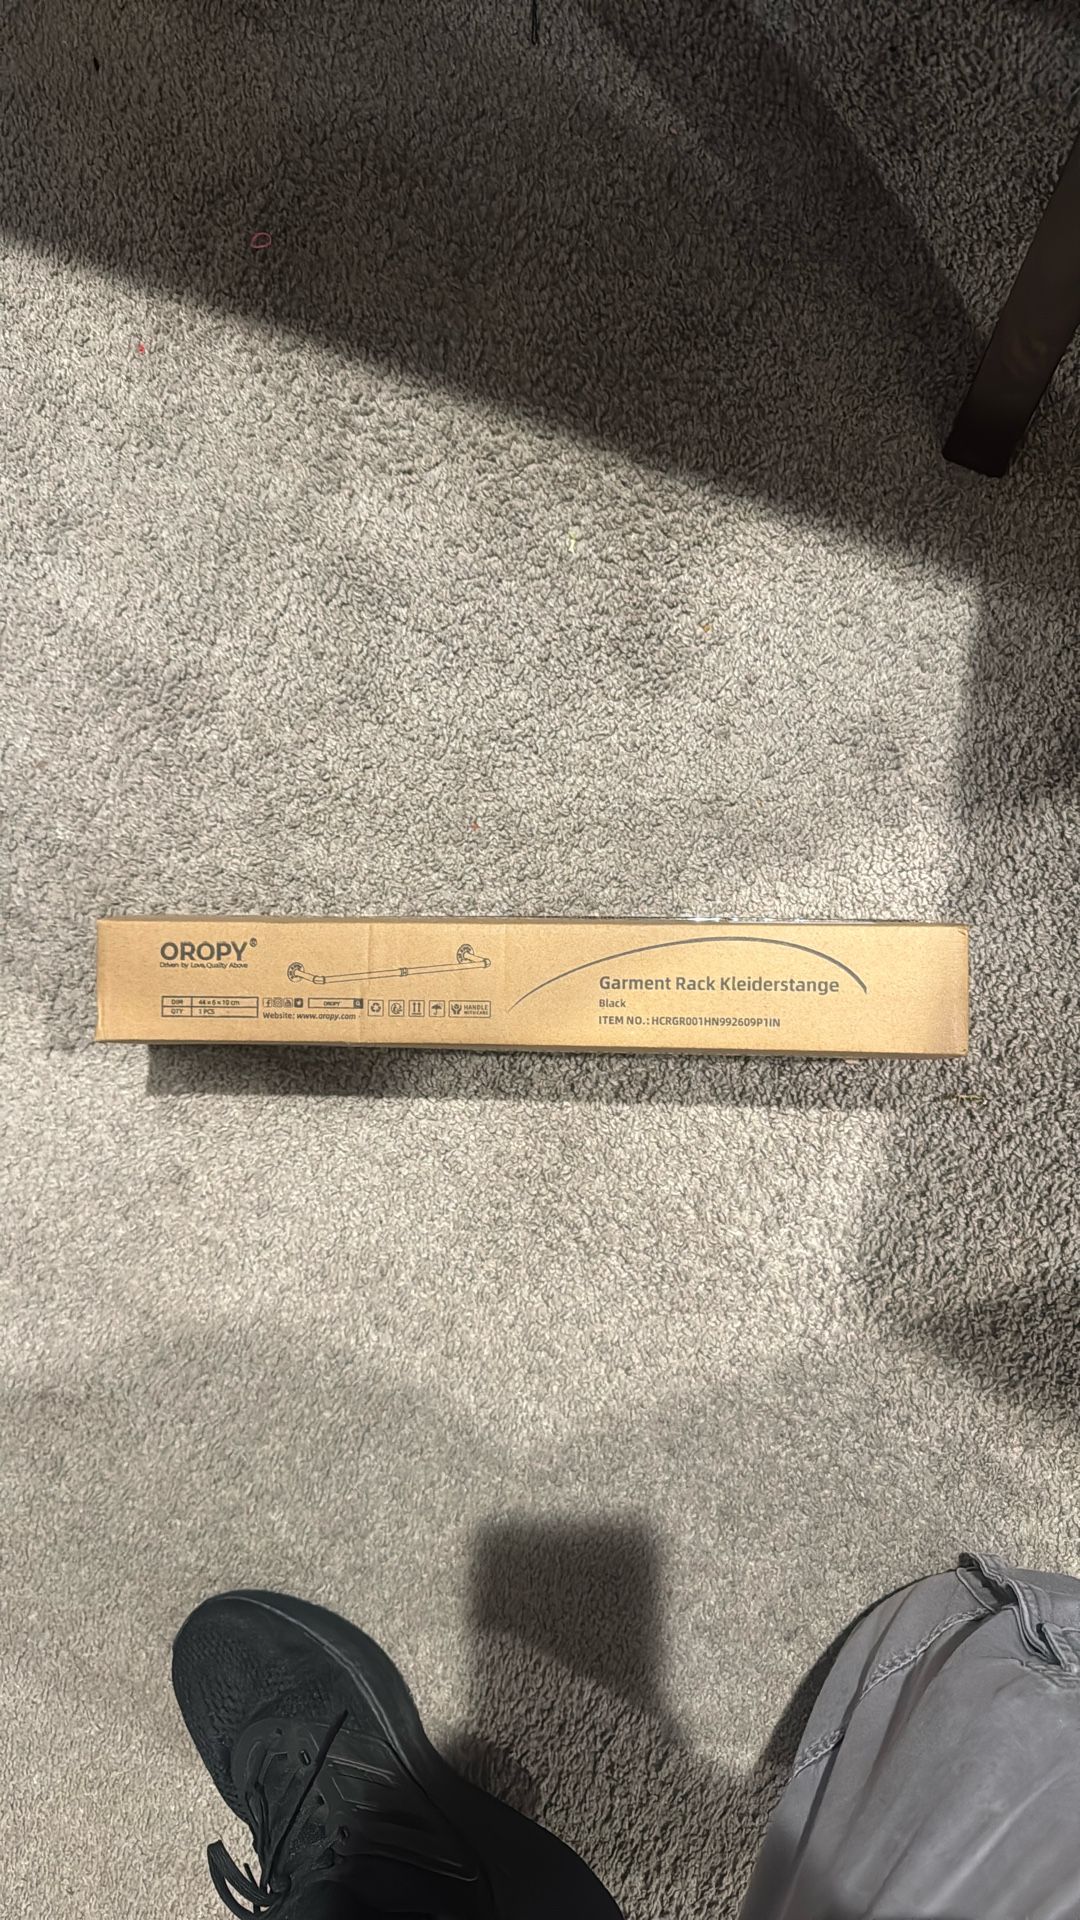 OROPY®
Driven by Love, Quality Above
DIM 44 × 6 × 10 cm
QTY 1 PCS
OROPY
Website: www.oropy.com
HANDLE
WITH CARE
Garment Rack Kleiderstange
Black
ITEM NO.: HCRGR001HN992609P1IN